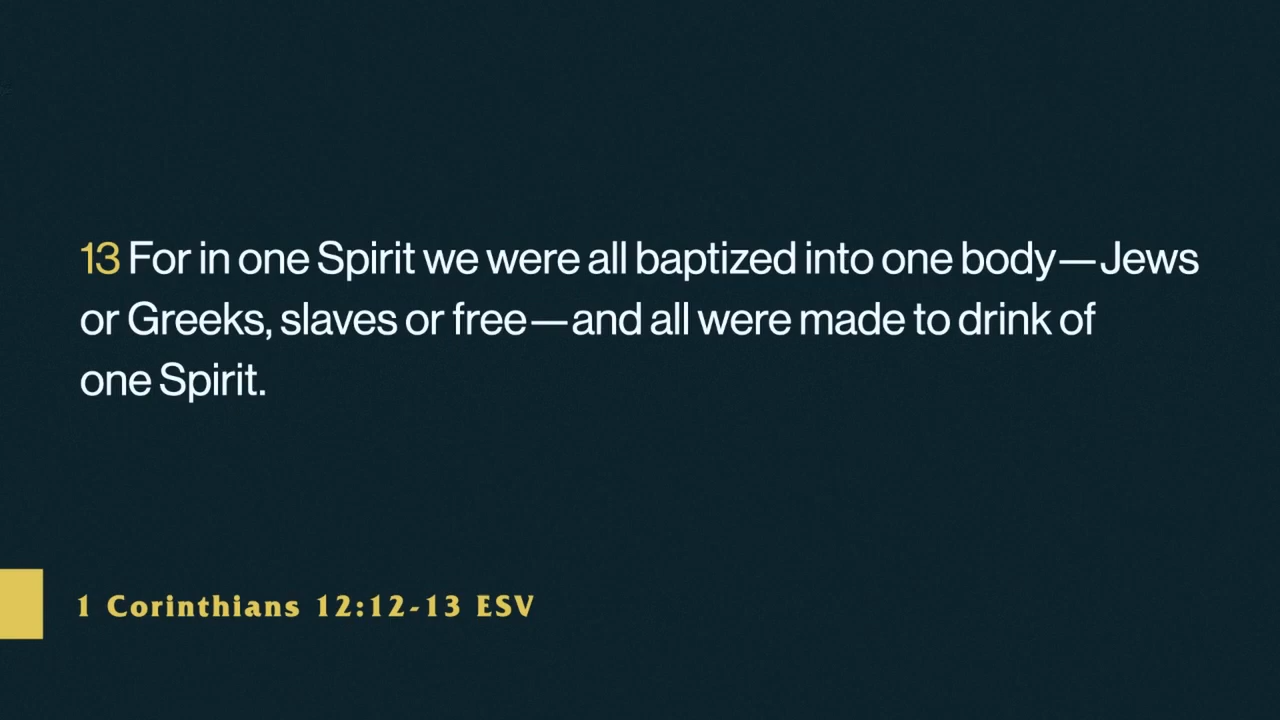 13 For in one Spirit we were all baptized into one body—Jews
or Greeks, slaves or free—and all were made to drink of
one Spirit.
1 Corinthians 12:12-13 ESV